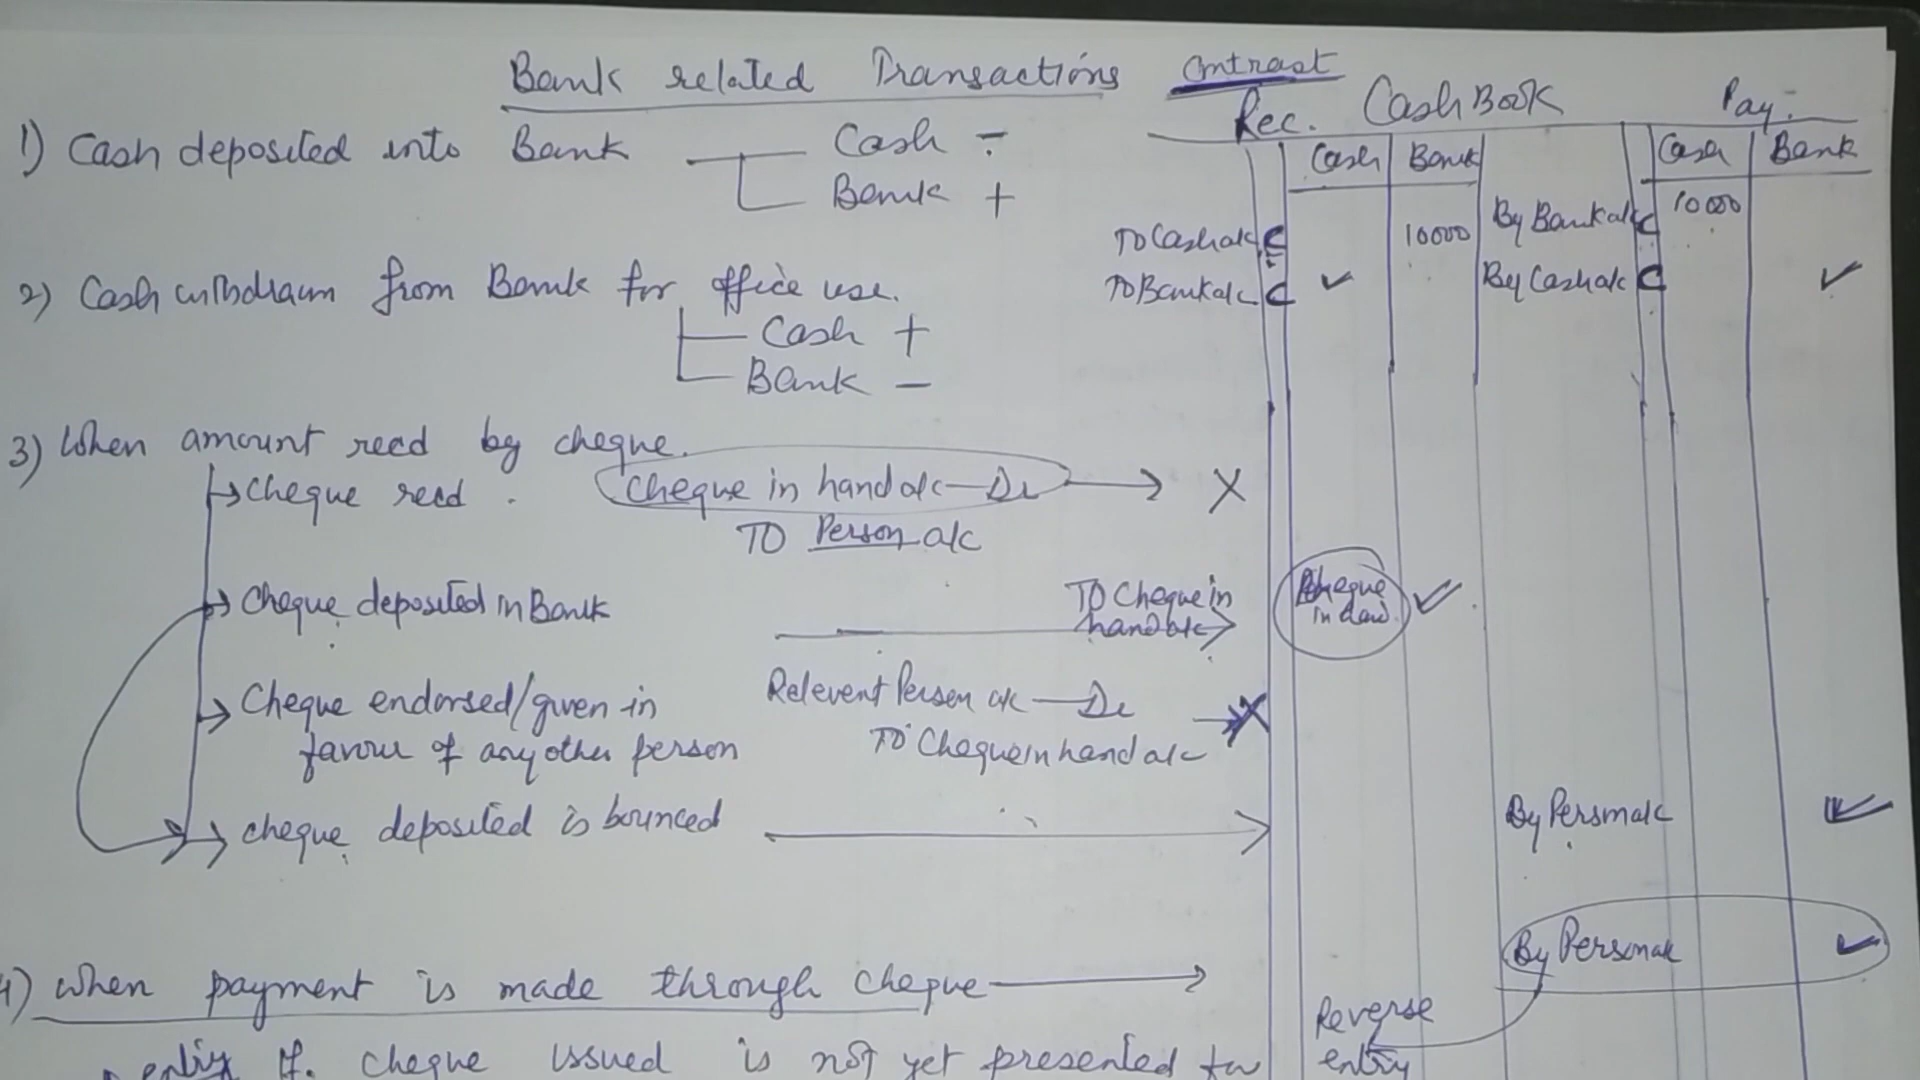 Bank related Transactions Contrast
Rec. Cash Book Pay.
Cash Bank Cash Bank
1) Cash deposited into Bank Cash -
Bank +
To Cash a/c C 10000 By Bank a/c C 10000
2) Cash withdrawn from Bank for office use.
To Bank a/c C ✓ By Cash a/c C ✓
Cash +
Bank -
3) When amount recd by cheque.
→ Cheque recd. Cheque in hand a/c — Dr → X
To Person a/c
→ Cheque deposited in Bank To Cheque in hand a/c
Cheque in ✓
→ Cheque endorsed/given in
favour of any other person
Relevent Person a/c — Dr
To Cheque in hand a/c → X
→ cheque deposited is bounced → By Person a/c ✓
4) When payment is made through cheque → By Person a/c ✓
Reverse
entry
entry if cheque issued is not yet presented for